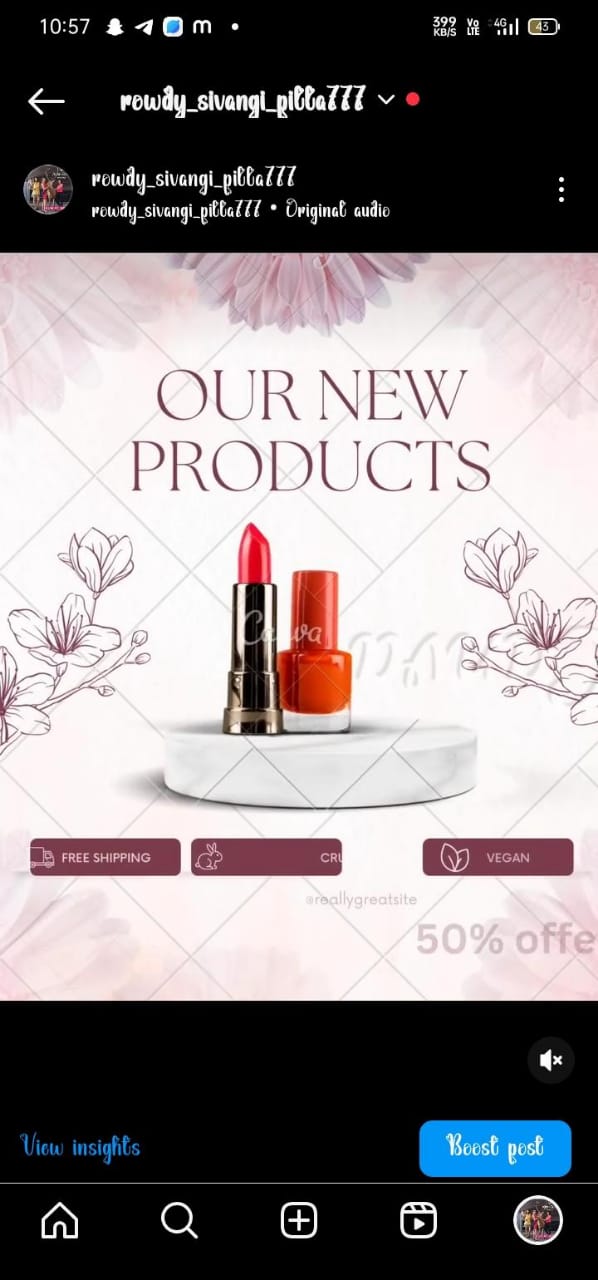 10:57
399
KB/S
Vo
LTE
4G
43
rowdy_sivangi_pilla777
rowdy_sivangi_pilla777
rowdy_sivangi_pilla777 • Original audio
OUR NEW
PRODUCTS
Canva
FREE SHIPPING
CRU
VEGAN
@reallygreatsite
50% offe
View insights
Boost post